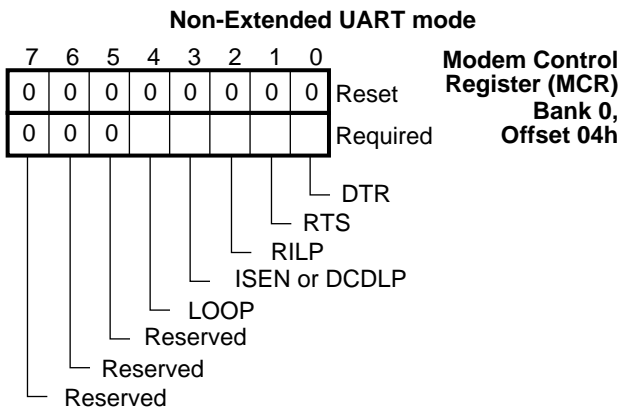 Non-Extended UART mode
7 6 5 4 3 2 1 0
Modem Control
Register (MCR)
Bank 0,
Offset 04h
0 0 0 0 0 0 0 0 Reset
0 0 0 Required
DTR
RTS
RILP
ISEN or DCDLP
LOOP
Reserved
Reserved
Reserved